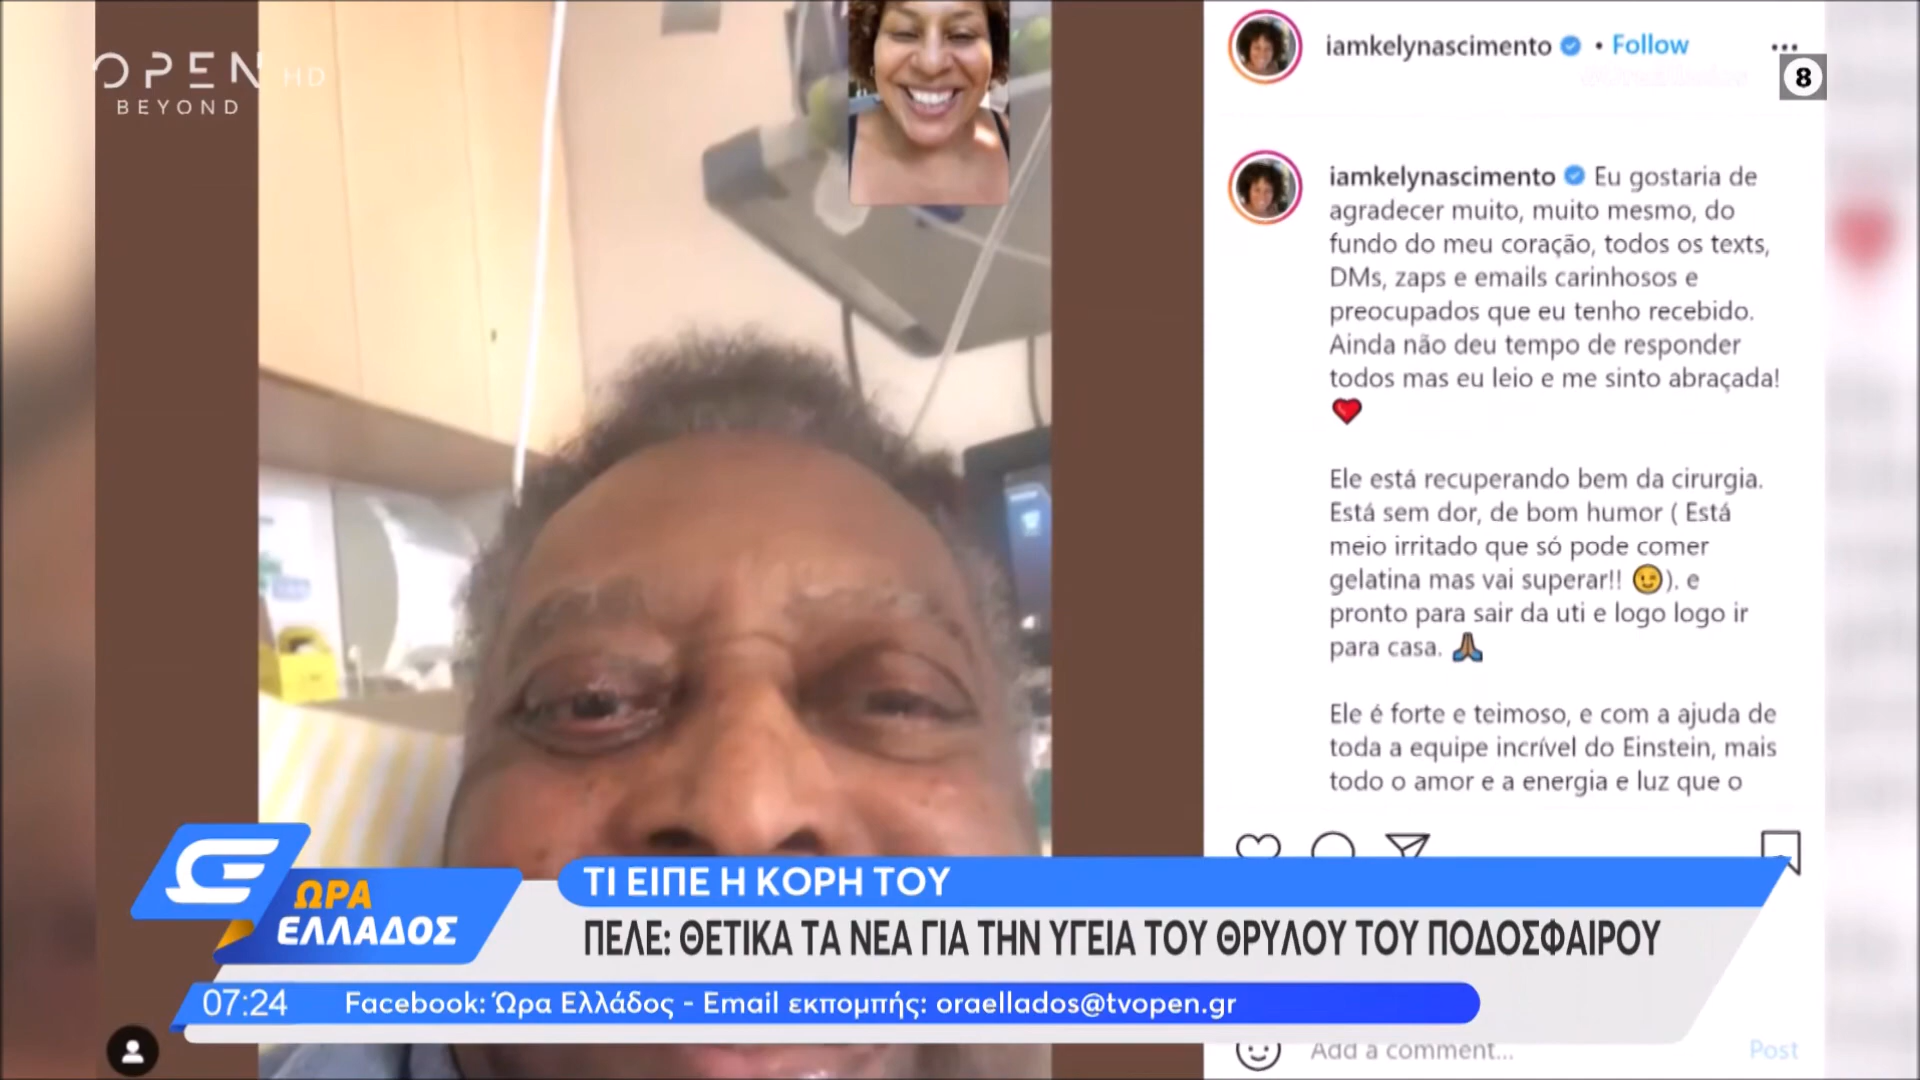 OPEN HD
BEYOND
iamkelynascimento • Follow
8
iamkelynascimento Eu gostaria de
agradecer muito, muito mesmo, do
fundo do meu coração, todos os texts,
DMs, zaps e emails carinhosos e
preocupados que eu tenho recebido.
Ainda não deu tempo de responder
todos mas eu leio e me sinto abraçada!
❤️
Ele está recuperando bem da cirurgia.
Está sem dor, de bom humor ( Está
meio irritado que só pode comer
gelatina mas vai superar!! 😉). e
pronto para sair da uti e logo logo ir
para casa. 🙏🏾
Ele é forte e teimoso, e com a ajuda de
toda a equipe incrível do Einstein, mais
todo o amor e a energia e luz que o
ΤΙ ΕΙΠΕ Η ΚΟΡΗ ΤΟΥ
ΩΡΑ
ΕΛΛΑΔΟΣ
ΠΕΛΕ: ΘΕΤΙΚΑ ΤΑ ΝΕΑ ΓΙΑ ΤΗΝ ΥΓΕΙΑ ΤΟΥ ΘΡΥΛΟΥ ΤΟΥ ΠΟΔΟΣΦΑΙΡΟΥ
07:24 Facebook: Ώρα Ελλάδος - Email εκπομπής: oraellados@tvopen.gr
Add a comment... Post